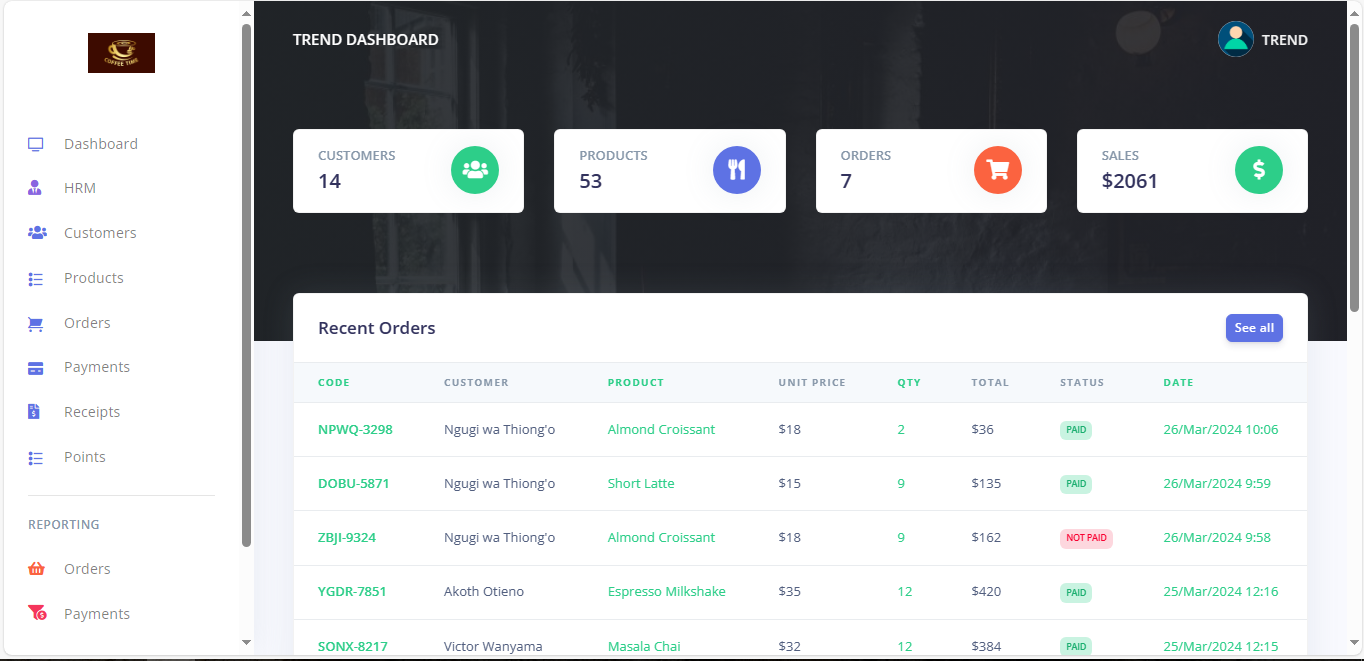 COFFEE TIME
TREND DASHBOARD
TREND
Dashboard
HRM
Customers
Products
Orders
Payments
Receipts
Points
REPORTING
Orders
Payments
CUSTOMERS
14
PRODUCTS
53
ORDERS
7
SALES
$2061
Recent Orders
See all
CODE CUSTOMER PRODUCT UNIT PRICE QTY TOTAL STATUS DATE
NPWQ-3298 Ngugi wa Thiong'o Almond Croissant $18 2 $36 PAID 26/Mar/2024 10:06
DOBU-5871 Ngugi wa Thiong'o Short Latte $15 9 $135 PAID 26/Mar/2024 9:59
ZBJI-9324 Ngugi wa Thiong'o Almond Croissant $18 9 $162 NOT PAID 26/Mar/2024 9:58
YGDR-7851 Akoth Otieno Espresso Milkshake $35 12 $420 PAID 25/Mar/2024 12:16
SONX-8217 Victor Wanyama Masala Chai $32 12 $384 PAID 25/Mar/2024 12:15